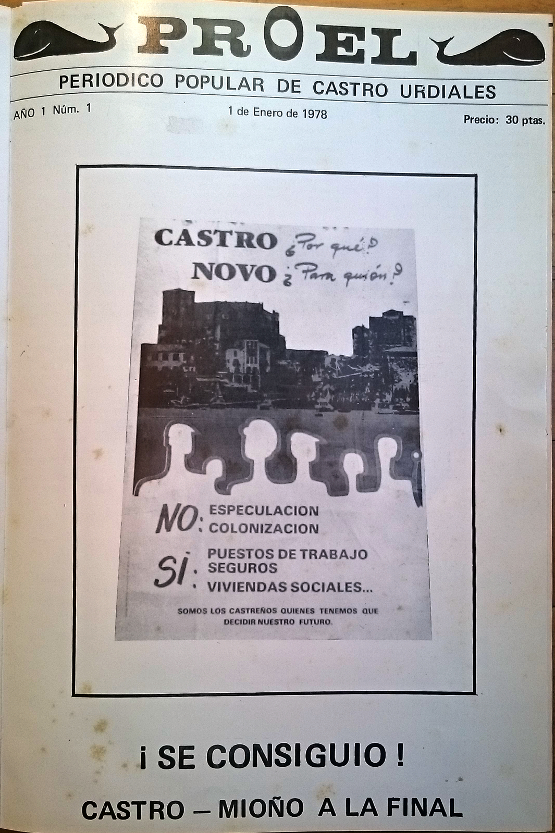 PROEL
PERIODICO POPULAR DE CASTRO URDIALES
AÑO 1 Núm. 1
1 de Enero de 1978
Precio: 30 ptas.
CASTRO ¿Por qué?
NOVO ¿Para quién?
NO: ESPECULACION
COLONIZACION
SÍ: PUESTOS DE TRABAJO
SEGUROS
VIVIENDAS SOCIALES...
SOMOS LOS CASTREÑOS QUIENES TENEMOS QUE
DECIDIR NUESTRO FUTURO.
¡ SE CONSIGUIO !
CASTRO – MIOÑO A LA FINAL